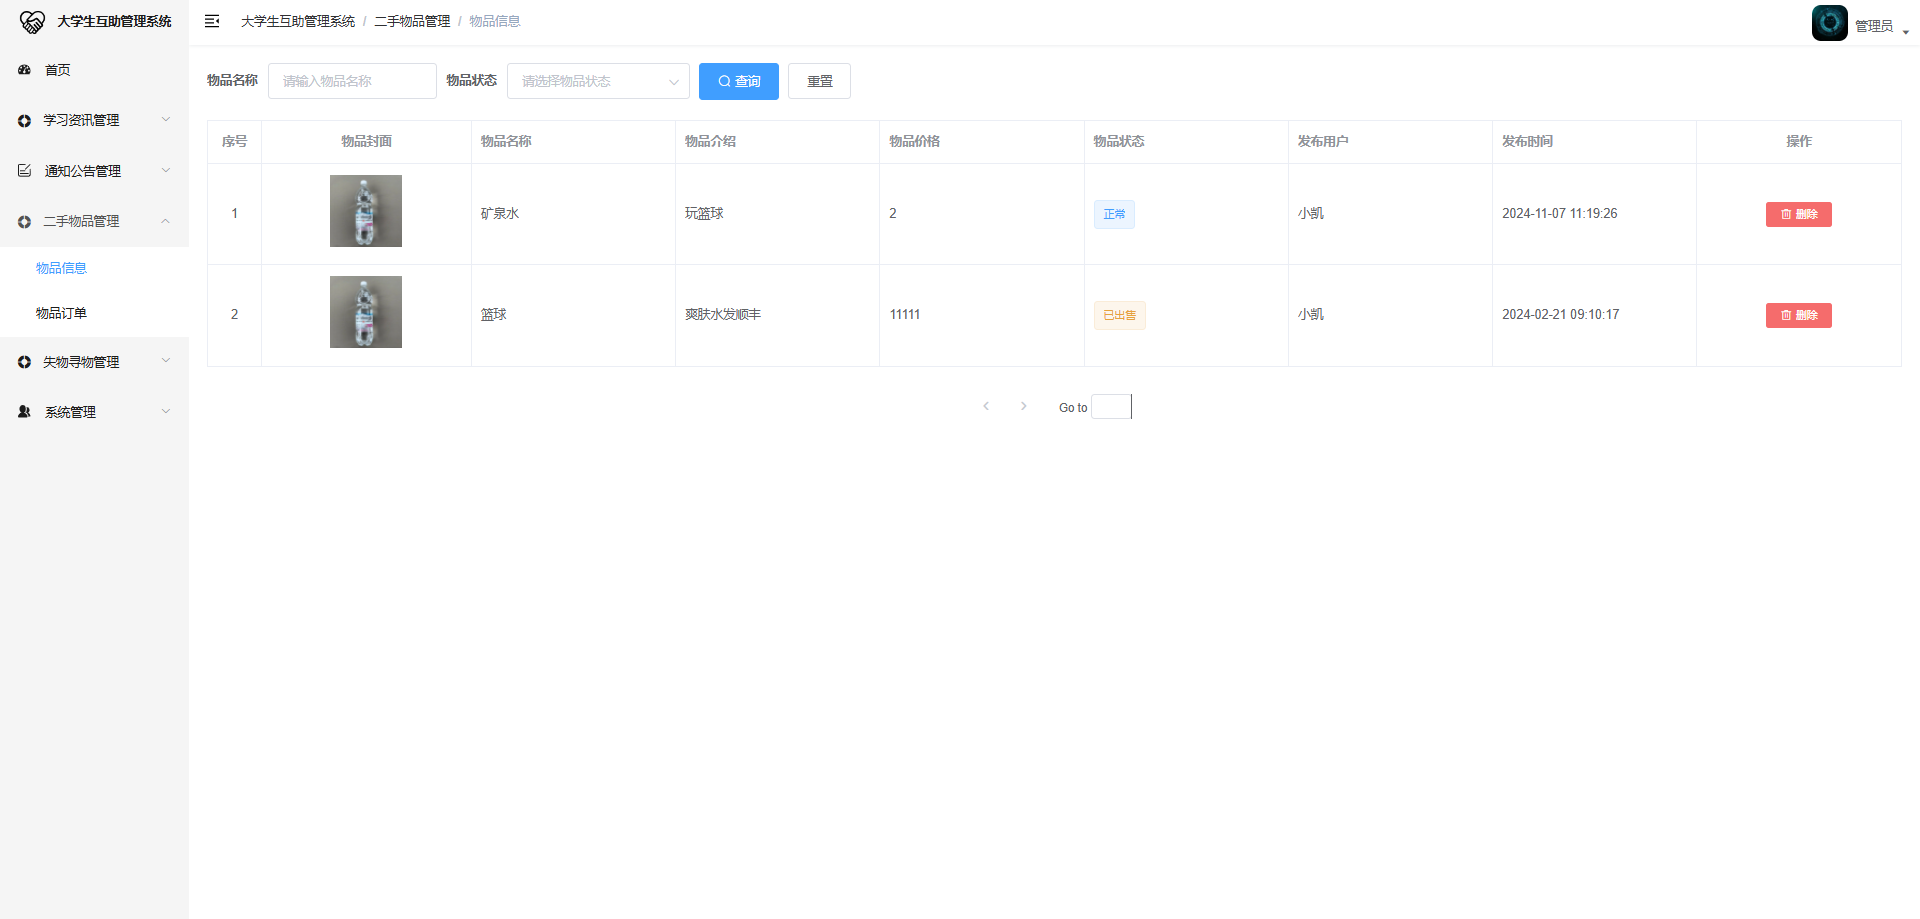 大学生互助管理系统
大学生互助管理系统 / 二手物品管理 / 物品信息
管理员
首页
学习资讯管理
通知公告管理
二手物品管理
物品信息
物品订单
失物寻物管理
系统管理
物品名称 请输入物品名称 物品状态 请选择物品状态 查询 重置
序号 物品封面 物品名称 物品介绍 物品价格 物品状态 发布用户 发布时间 操作
1 矿泉水 玩篮球 2 正常 小凯 2024-11-07 11:19:26 删除
2 篮球 爽肤水发顺丰 11111 已出售 小凯 2024-02-21 09:10:17 删除
Go to